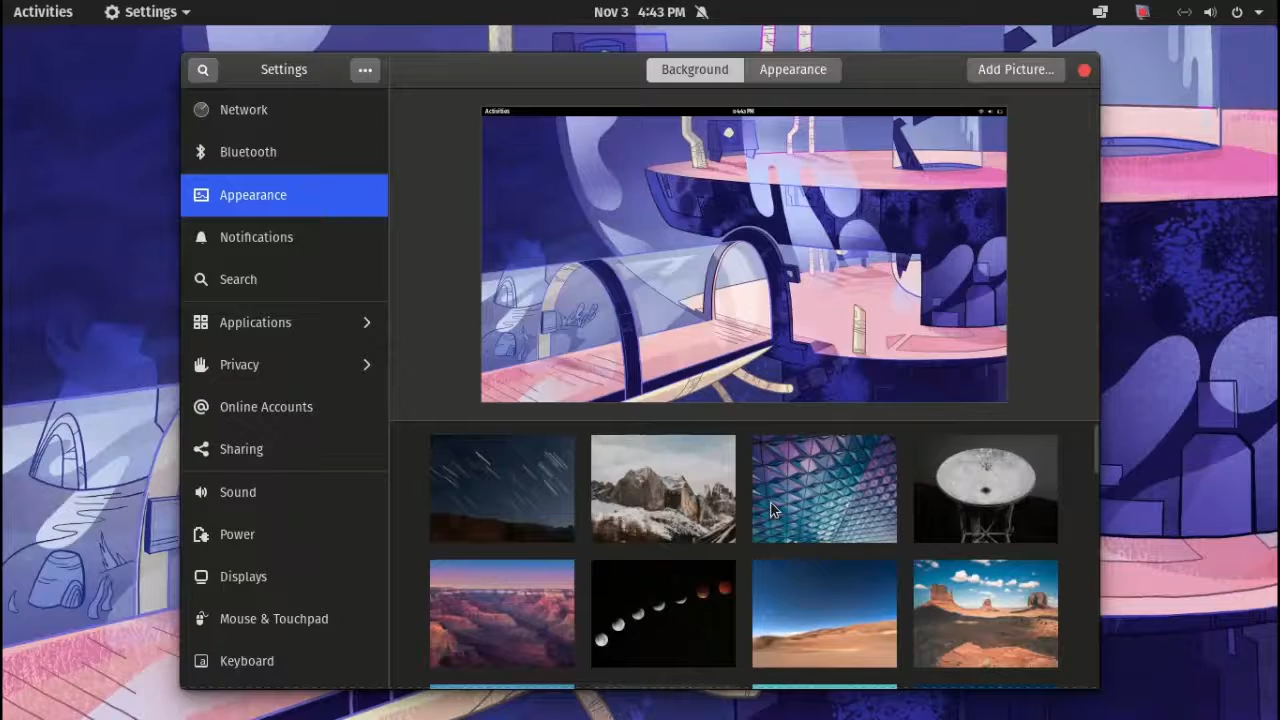 Activities
Settings
Nov 3 4:43 PM
Settings
Background
Appearance
Add Picture...
Network
Bluetooth
Appearance
Notifications
Search
Applications
Privacy
Online Accounts
Sharing
Sound
Power
Displays
Mouse & Touchpad
Keyboard
Activities